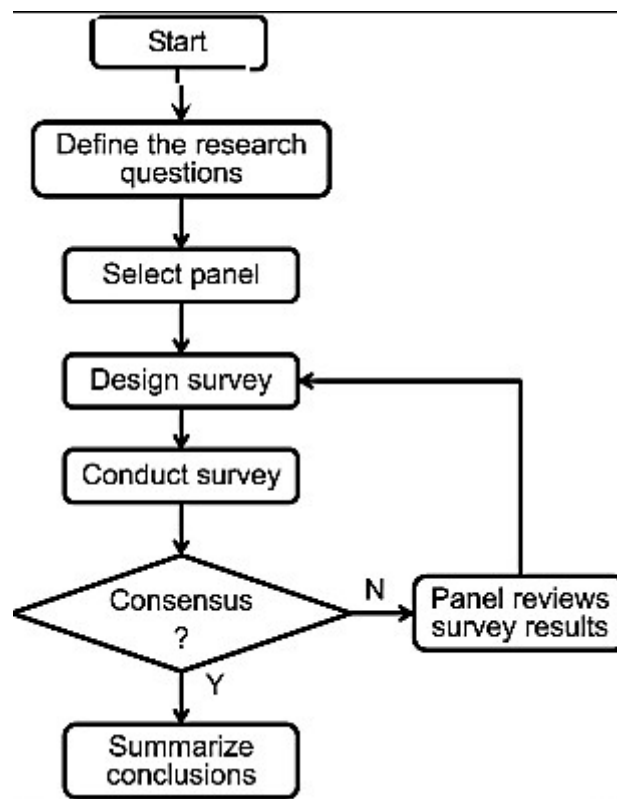 Start
Define the research
questions
Select panel
Design survey
Conduct survey
Consensus
?
N
Panel reviews
survey results
Y
Summarize
conclusions